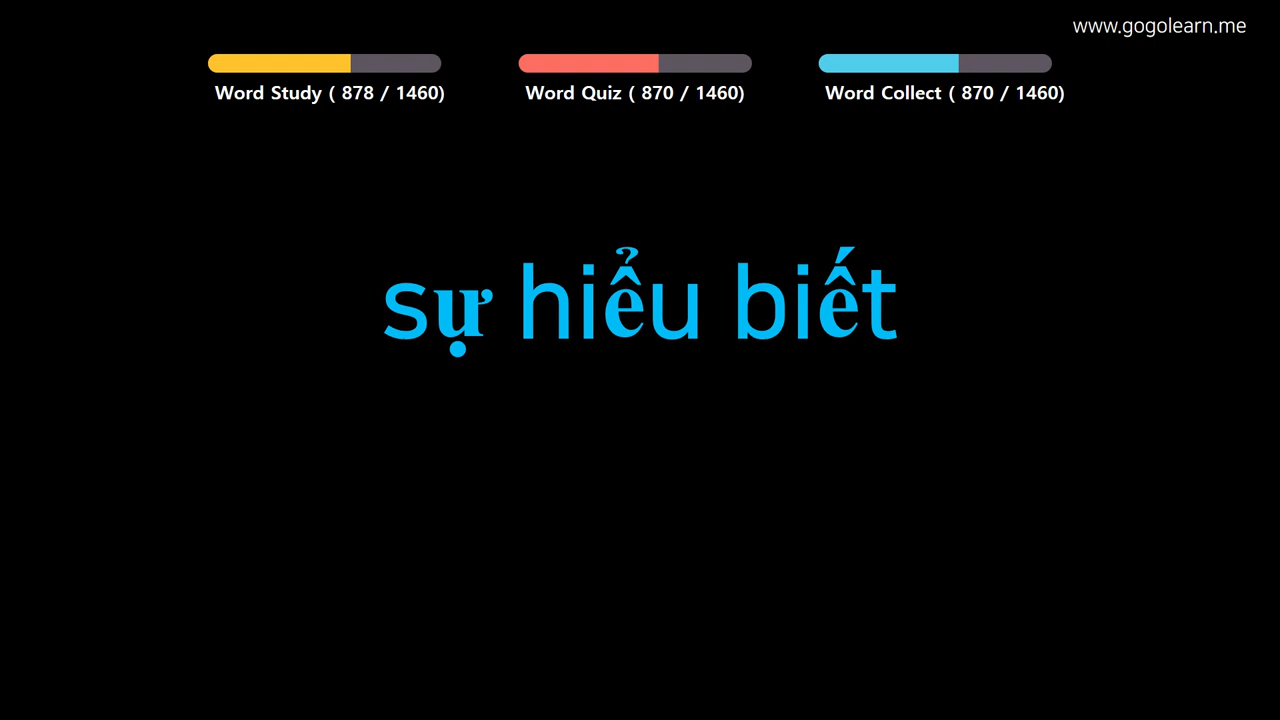 www.gogolearn.me
Word Study ( 878 / 1460)
Word Quiz ( 870 / 1460)
Word Collect ( 870 / 1460)
sự hiểu biết